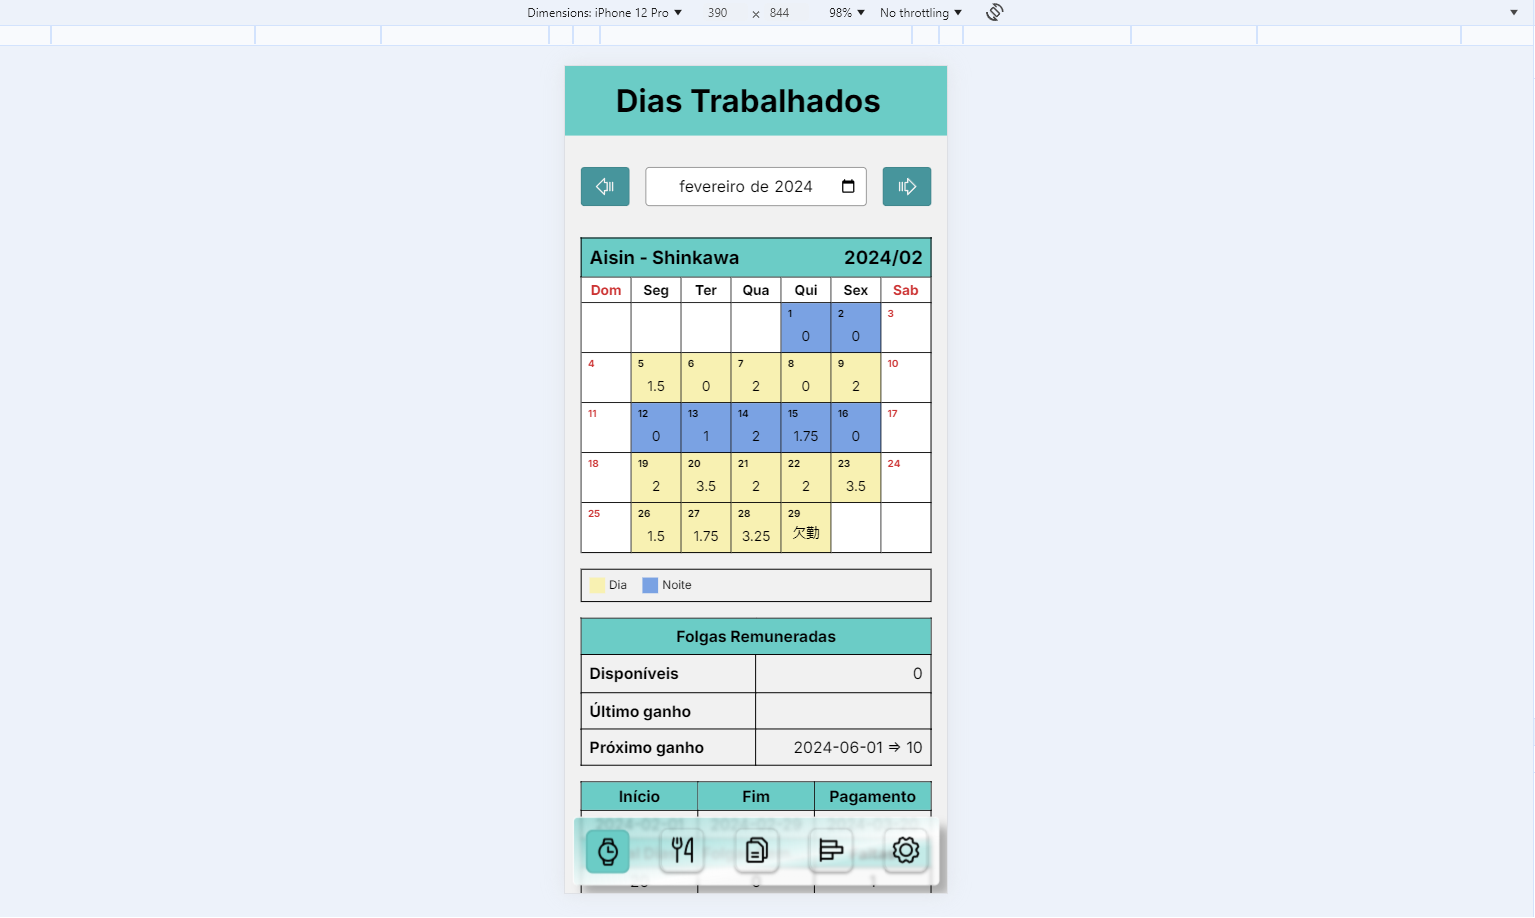 Dimensions: iPhone 12 Pro 390 × 844 98% No throttling
Dias Trabalhados
fevereiro de 2024
Aisin - Shinkawa 2024/02
Dom Seg Ter Qua Qui Sex Sab
1 2 3
0 0
4 5 6 7 8 9 10
1.5 0 2 0 2
11 12 13 14 15 16 17
0 1 2 1.75 0
18 19 20 21 22 23 24
2 3.5 2 2 3.5
25 26 27 28 29
1.5 1.75 3.25 欠勤
Dia Noite
Folgas Remuneradas
Disponíveis 0
Último ganho
Próximo ganho 2024-06-01 ⇒ 10
Início Fim Pagamento